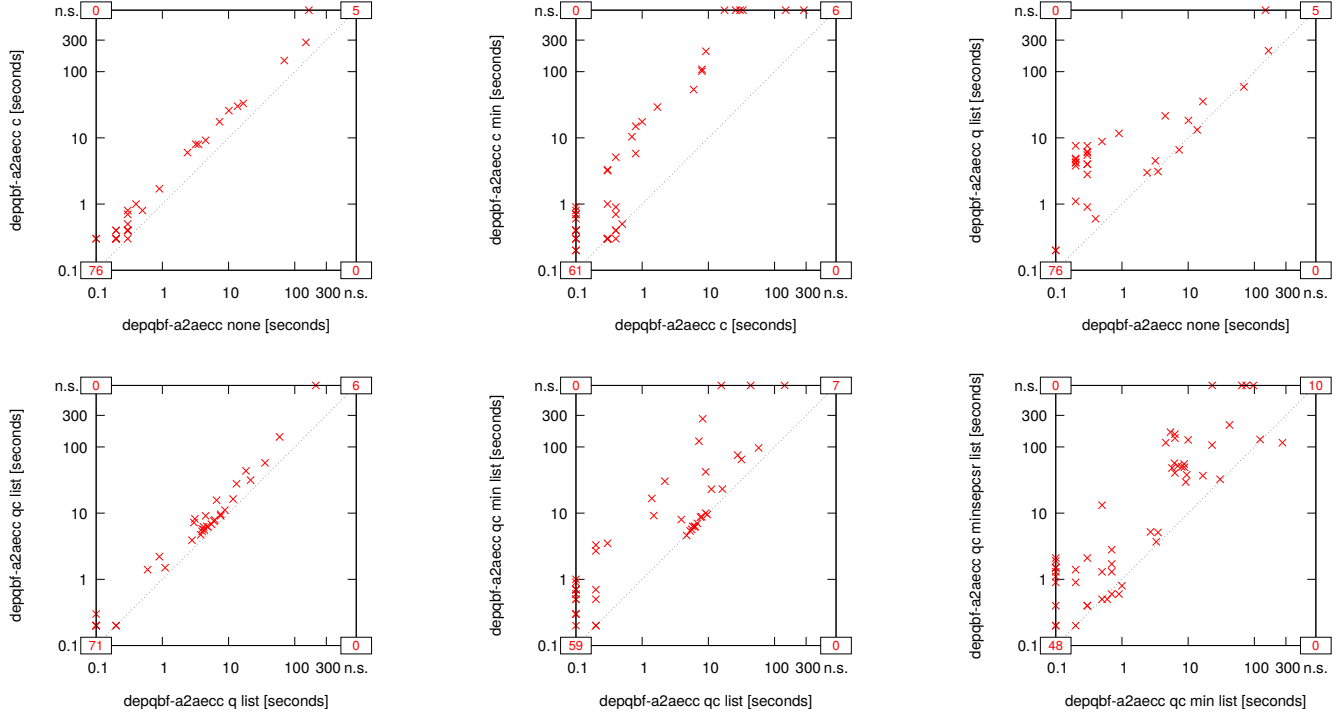 n.s. 0 5
300
100
10
1
0.1
76 0
0.1 1 10 100 300 n.s.
depqbf-a2aecc c [seconds]
depqbf-a2aecc none [seconds]
n.s. 0 6
300
100
10
1
0.1
61 0
0.1 1 10 100 300 n.s.
depqbf-a2aecc c min [seconds]
depqbf-a2aecc c [seconds]
n.s. 0 5
300
100
10
1
0.1
76 0
0.1 1 10 100 300 n.s.
depqbf-a2aecc q list [seconds]
depqbf-a2aecc none [seconds]
n.s. 0 6
300
100
10
1
0.1
71 0
0.1 1 10 100 300 n.s.
depqbf-a2aecc qc list [seconds]
depqbf-a2aecc q list [seconds]
n.s. 0 7
300
100
10
1
0.1
59 0
0.1 1 10 100 300 n.s.
depqbf-a2aecc qc min list [seconds]
depqbf-a2aecc qc list [seconds]
n.s. 0 10
300
100
10
1
0.1
48 0
0.1 1 10 100 300 n.s.
depqbf-a2aecc qc minsepcsr list [seconds]
depqbf-a2aecc qc min list [seconds]